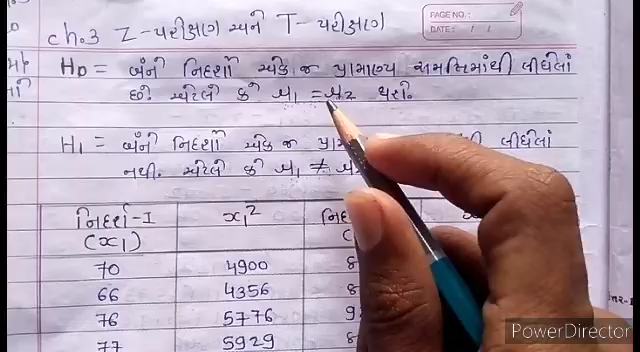 PAGE NO.:
DATE: / /
ch.3 Z-પરીક્ષણ અને T-પરીક્ષણ
H0 = બંને નિદર્શો એક જ પ્રામાણ્ય સમષ્ટિમાંથી લીધેલાં
છે. એટલે કે μ1 = μ2 થશે.
H1 = બંને નિદર્શો એક જ લીધેલાં
નથી. એટલે કે μ1 ≠
નિદર્શ-I x1²
(x1)
70 4900
66 4356
76 5776
77 5929
PowerDirector